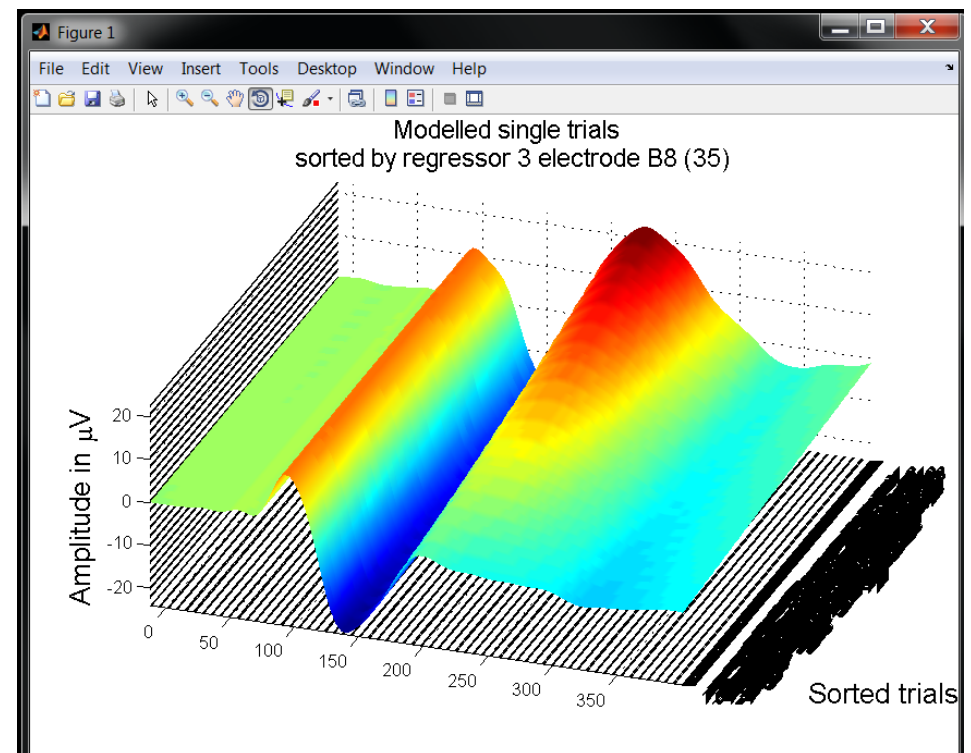 Figure 1
File Edit View Insert Tools Desktop Window Help
Modelled single trials
sorted by regressor 3 electrode B8 (35)
Amplitude in μV
20
10
0
-10
-20
0
50
100
150
200
250
300
350
Sorted trials